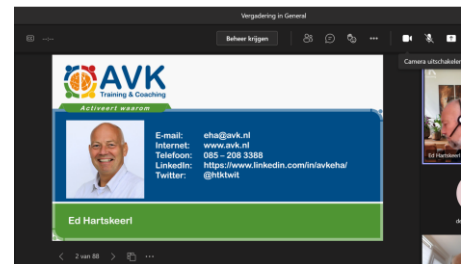 Vergadering in General
--:--
Beheer krijgen
Camera uitschakelen
AVK
Training & Coaching
Activeert waarom
E-mail: eha@avk.nl
Internet: www.avk.nl
Telefoon: 085 – 208 3388
LinkedIn: https://www.linkedin.com/in/avkeha/
Twitter: @htktwit
Ed Hartskeerl
Ed Hartskeerl
de
2 van 88